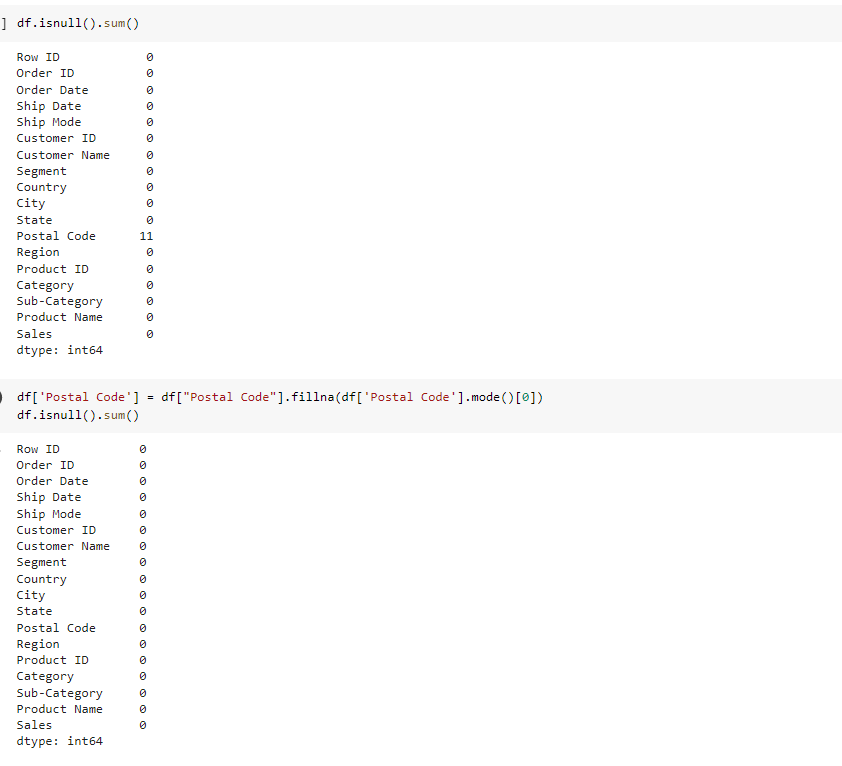 ] df.isnull().sum()
Row ID 0
Order ID 0
Order Date 0
Ship Date 0
Ship Mode 0
Customer ID 0
Customer Name 0
Segment 0
Country 0
City 0
State 0
Postal Code 11
Region 0
Product ID 0
Category 0
Sub-Category 0
Product Name 0
Sales 0
dtype: int64
df['Postal Code'] = df["Postal Code"].fillna(df['Postal Code'].mode()[0])
df.isnull().sum()
Row ID 0
Order ID 0
Order Date 0
Ship Date 0
Ship Mode 0
Customer ID 0
Customer Name 0
Segment 0
Country 0
City 0
State 0
Postal Code 0
Region 0
Product ID 0
Category 0
Sub-Category 0
Product Name 0
Sales 0
dtype: int64